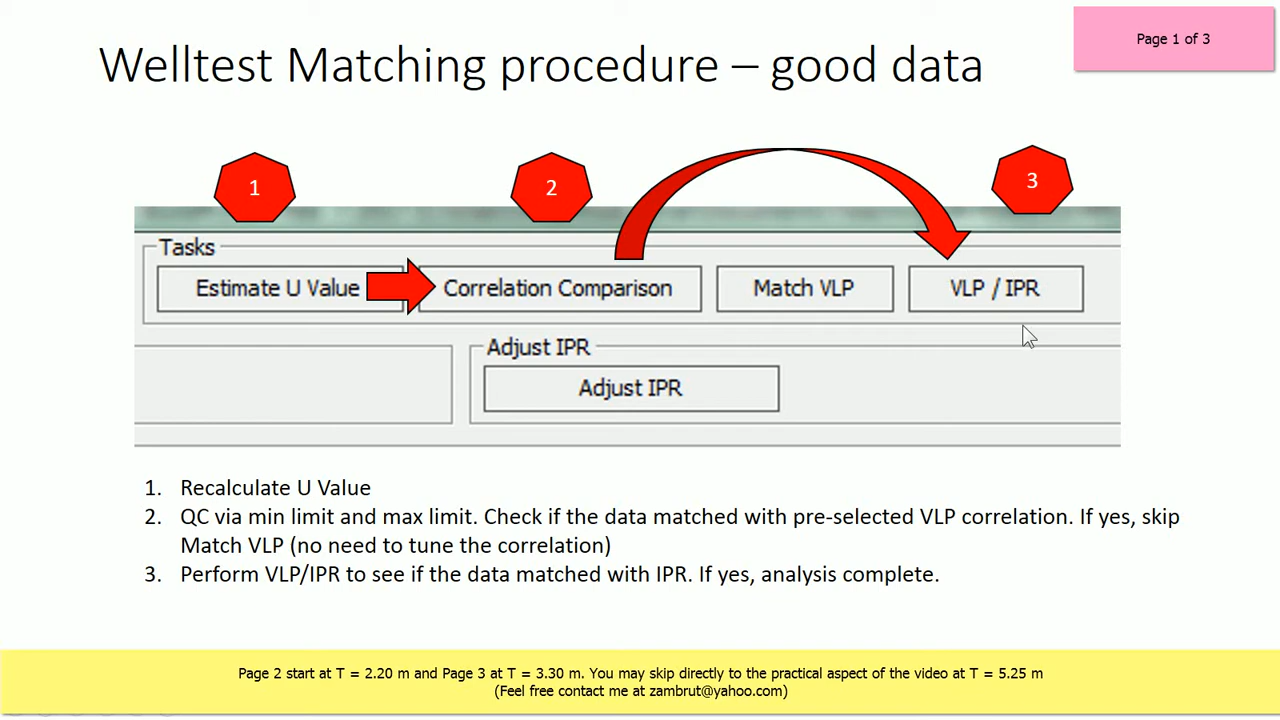 Welltest Matching procedure – good data
Page 1 of 3
1
2
3
Tasks
Estimate U Value
Correlation Comparison
Match VLP
VLP / IPR
Adjust IPR
Adjust IPR
1. Recalculate U Value
2. QC via min limit and max limit. Check if the data matched with pre-selected VLP correlation. If yes, skip
Match VLP (no need to tune the correlation)
3. Perform VLP/IPR to see if the data matched with IPR. If yes, analysis complete.
Page 2 start at T = 2.20 m and Page 3 at T = 3.30 m. You may skip directly to the practical aspect of the video at T = 5.25 m
(Feel free contact me at zambrut@yahoo.com)